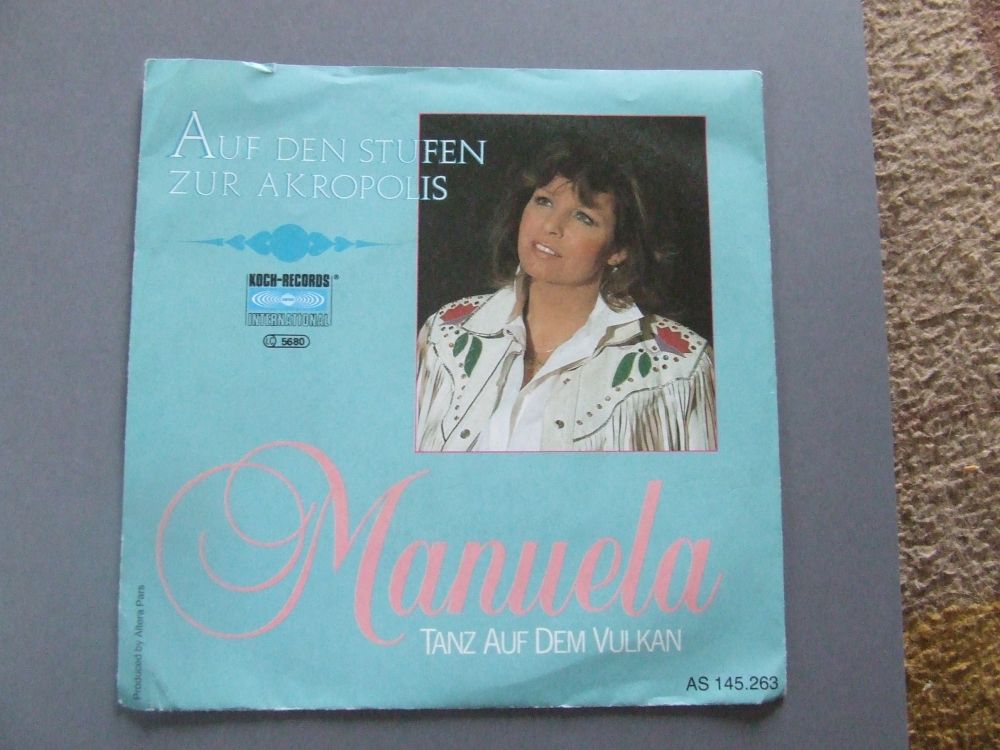 AUF DEN STUFEN
ZUR AKROPOLIS
KOCH-RECORDS®
INTERNATIONAL
LC 5680
Manuela
TANZ AUF DEM VULKAN
Produced by Altera Pars
AS 145.263